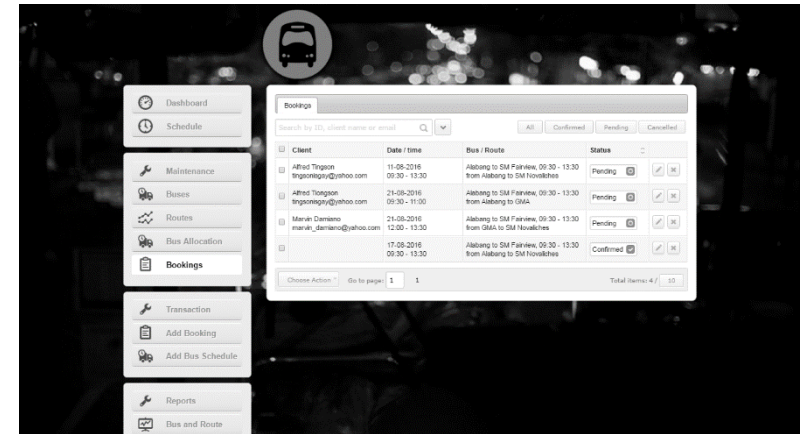 Dashboard
Schedule
Maintenance
Buses
Routes
Bus Allocation
Bookings
Transaction
Add Booking
Add Bus Schedule
Reports
Bus and Route
Bookings
Search by ID, client name or email
All Confirmed Pending Cancelled
Client Date / time Bus / Route Status
Alfred Tingson 11-08-2016 Alabang to SM Fairview, 09:30 - 13:30 Pending
tingsonisgay@yahoo.com 09:30 - 13:30 from Alabang to SM Novaliches
Alfred Tiongson 21-08-2016 Alabang to SM Fairview, 09:30 - 13:30 Pending
tingsonisgay@yahoo.com 09:30 - 11:00 from Alabang to GMA
Marvin Damiano 21-08-2016 Alabang to SM Fairview, 09:30 - 13:30 Pending
marvin_damiano@yahoo.com 12:00 - 13:30 from GMA to SM Novaliches
17-08-2016 Alabang to SM Fairview, 09:30 - 13:30 Confirmed
09:30 - 13:30 from Alabang to SM Novaliches
Choose Action Go to page: 1 1 Total items: 4 / 10